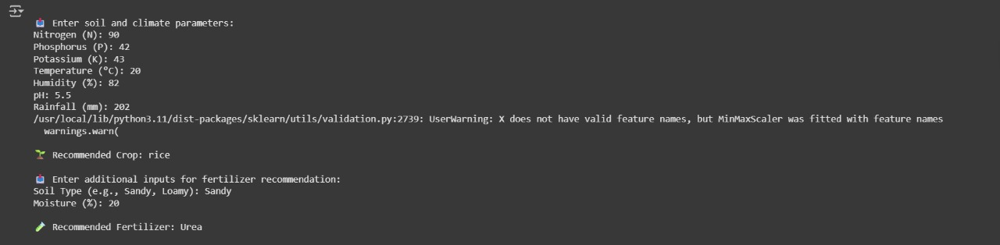 📥 Enter soil and climate parameters:
Nitrogen (N): 90
Phosphorus (P): 42
Potassium (K): 43
Temperature (°C): 20
Humidity (%): 82
pH: 5.5
Rainfall (mm): 202
/usr/local/lib/python3.11/dist-packages/sklearn/utils/validation.py:2739: UserWarning: X does not have valid feature names, but MinMaxScaler was fitted with feature names
  warnings.warn(
🌱 Recommended Crop: rice
📥 Enter additional inputs for fertilizer recommendation:
Soil Type (e.g., Sandy, Loamy): Sandy
Moisture (%): 20
🧪 Recommended Fertilizer: Urea